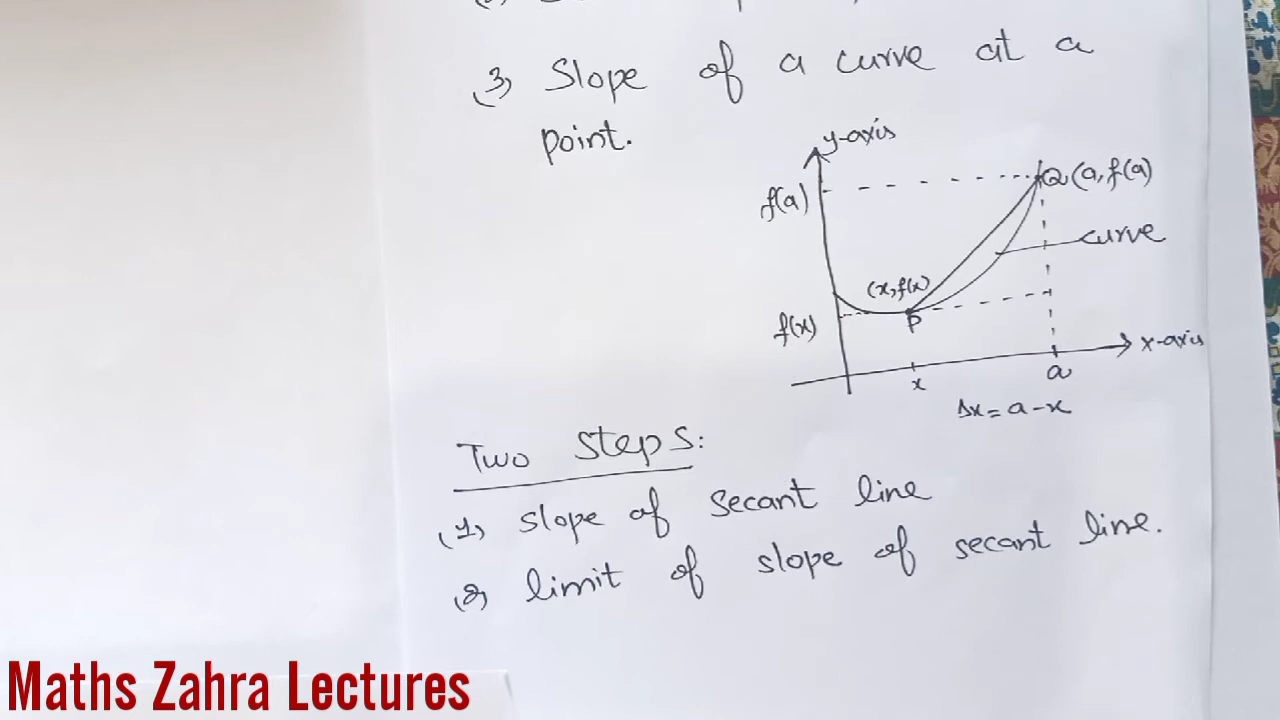 (3) Slope of a curve at a
point.
y-axis
f(a)
Q(a, f(a)
curve
(x, f(x)
f(x)
P
x-axis
x
a
Δx = a - x
Two Steps:
(1) slope of secant line
(2) limit of slope of secant line.
Maths Zahra Lectures